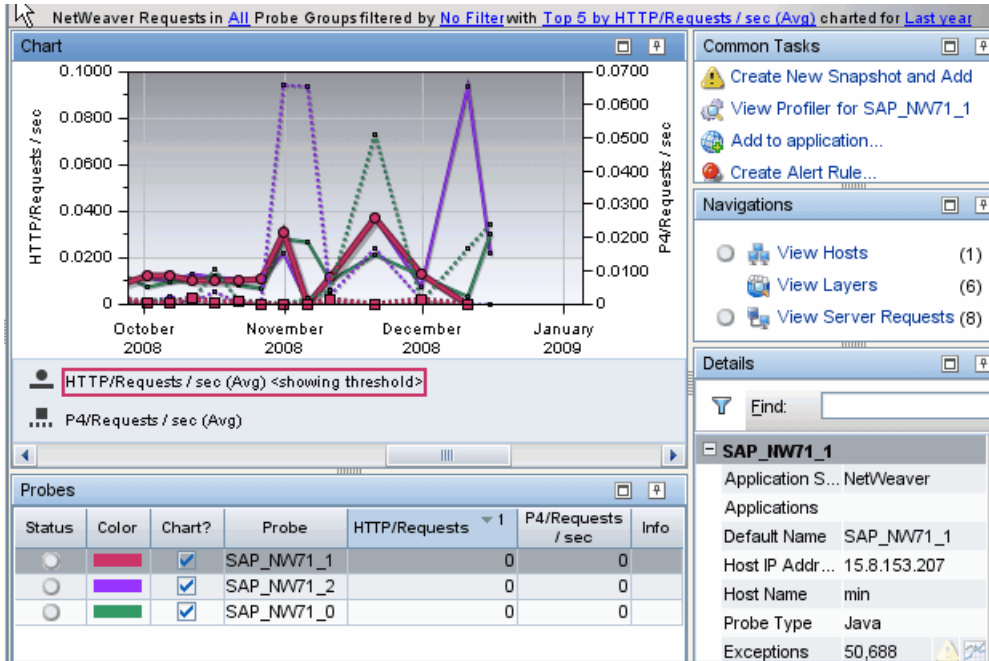 NetWeaver Requests in All Probe Groups filtered by No Filter with Top 5 by HTTP/Requests / sec (Avg) charted for Last year
Chart
0.1000
0.0800
0.0600
0.0400
0.0200
0
HTTP/Requests / sec
0.0700
0.0600
0.0500
0.0400
0.0300
0.0200
0.0100
0
P4/Requests / sec
October 2008
November 2008
December 2008
January 2009
HTTP/Requests / sec (Avg) <showing threshold>
P4/Requests / sec (Avg)
Probes
Status Color Chart? Probe HTTP/Requests 1 P4/Requests / sec Info
SAP_NW71_1 0 0
SAP_NW71_2 0 0
SAP_NW71_0 0 0
Common Tasks
Create New Snapshot and Add
View Profiler for SAP_NW71_1
Add to application...
Create Alert Rule...
Navigations
View Hosts (1)
View Layers (6)
View Server Requests (8)
Details
Find:
SAP_NW71_1
Application S... NetWeaver
Applications
Default Name SAP_NW71_1
Host IP Addr... 15.8.153.207
Host Name min
Probe Type Java
Exceptions 50,688